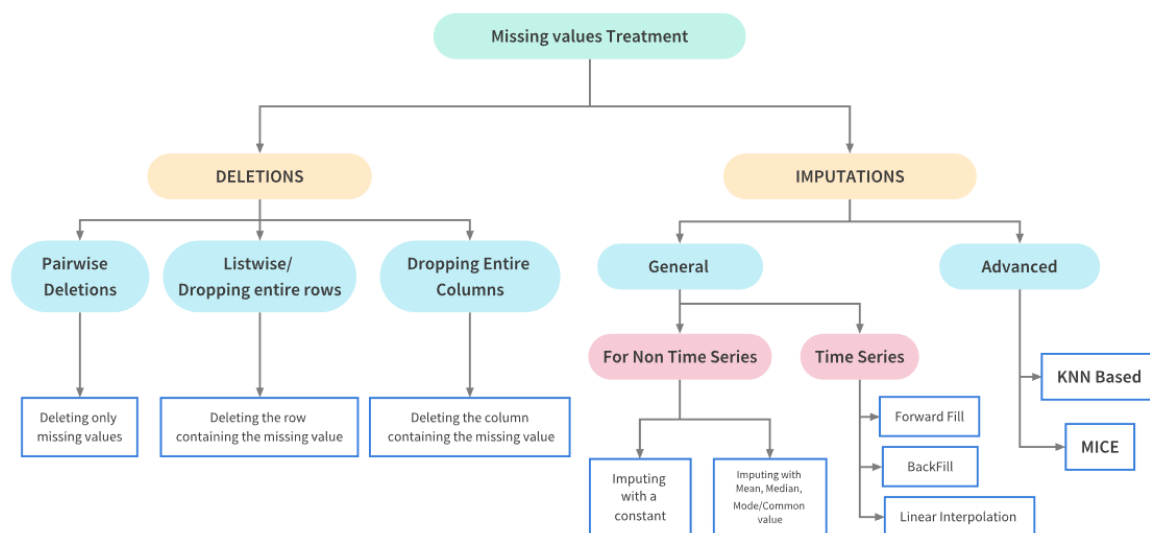 Missing values Treatment
DELETIONS
IMPUTATIONS
Pairwise
Deletions
Listwise/
Dropping entire rows
Dropping Entire
Columns
General
Advanced
For Non Time Series
Time Series
KNN Based
MICE
Deleting only
missing values
Deleting the row
containing the missing value
Deleting the column
containing the missing value
Forward Fill
BackFill
Linear Interpolation
Imputing
with a
constant
Imputing with
Mean, Median,
Mode/Common
value